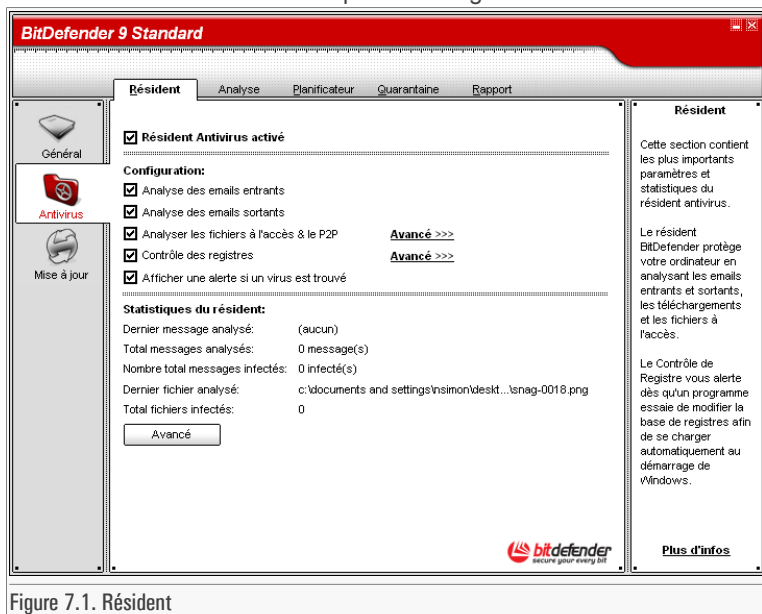 BitDefender 9 Standard
Résident
Analyse
Planificateur
Quarantaine
Rapport
Général
Antivirus
Mise à jour
Résident Antivirus activé
Configuration:
Analyse des emails entrants
Analyse des emails sortants
Analyser les fichiers à l'accès & le P2P Avancé >>>
Contrôle des registres Avancé >>>
Afficher une alerte si un virus est trouvé
Statistiques du résident:
Dernier message analysé: (aucun)
Total messages analysés: 0 message(s)
Nombre total messages infectés: 0 infecté(s)
Dernier fichier analysé: c:\documents and settings\nsimon\deskt...\snag-0018.png
Total fichiers infectés: 0
Avancé
bitdefender
secure your every bit
Résident
Cette section contient
les plus importants
paramètres et
statistiques du
résident antivirus.
Le résident
BitDefender protège
votre ordinateur en
analysant les emails
entrants et sortants,
les téléchargements
et les fichiers à
l'accès.
Le Contrôle de
Registre vous alerte
dès qu'un programme
essaie de modifier la
base de registres afin
de se charger
automatiquement au
démarrage de
Windows.
Plus d'infos
Figure 7.1. Résident